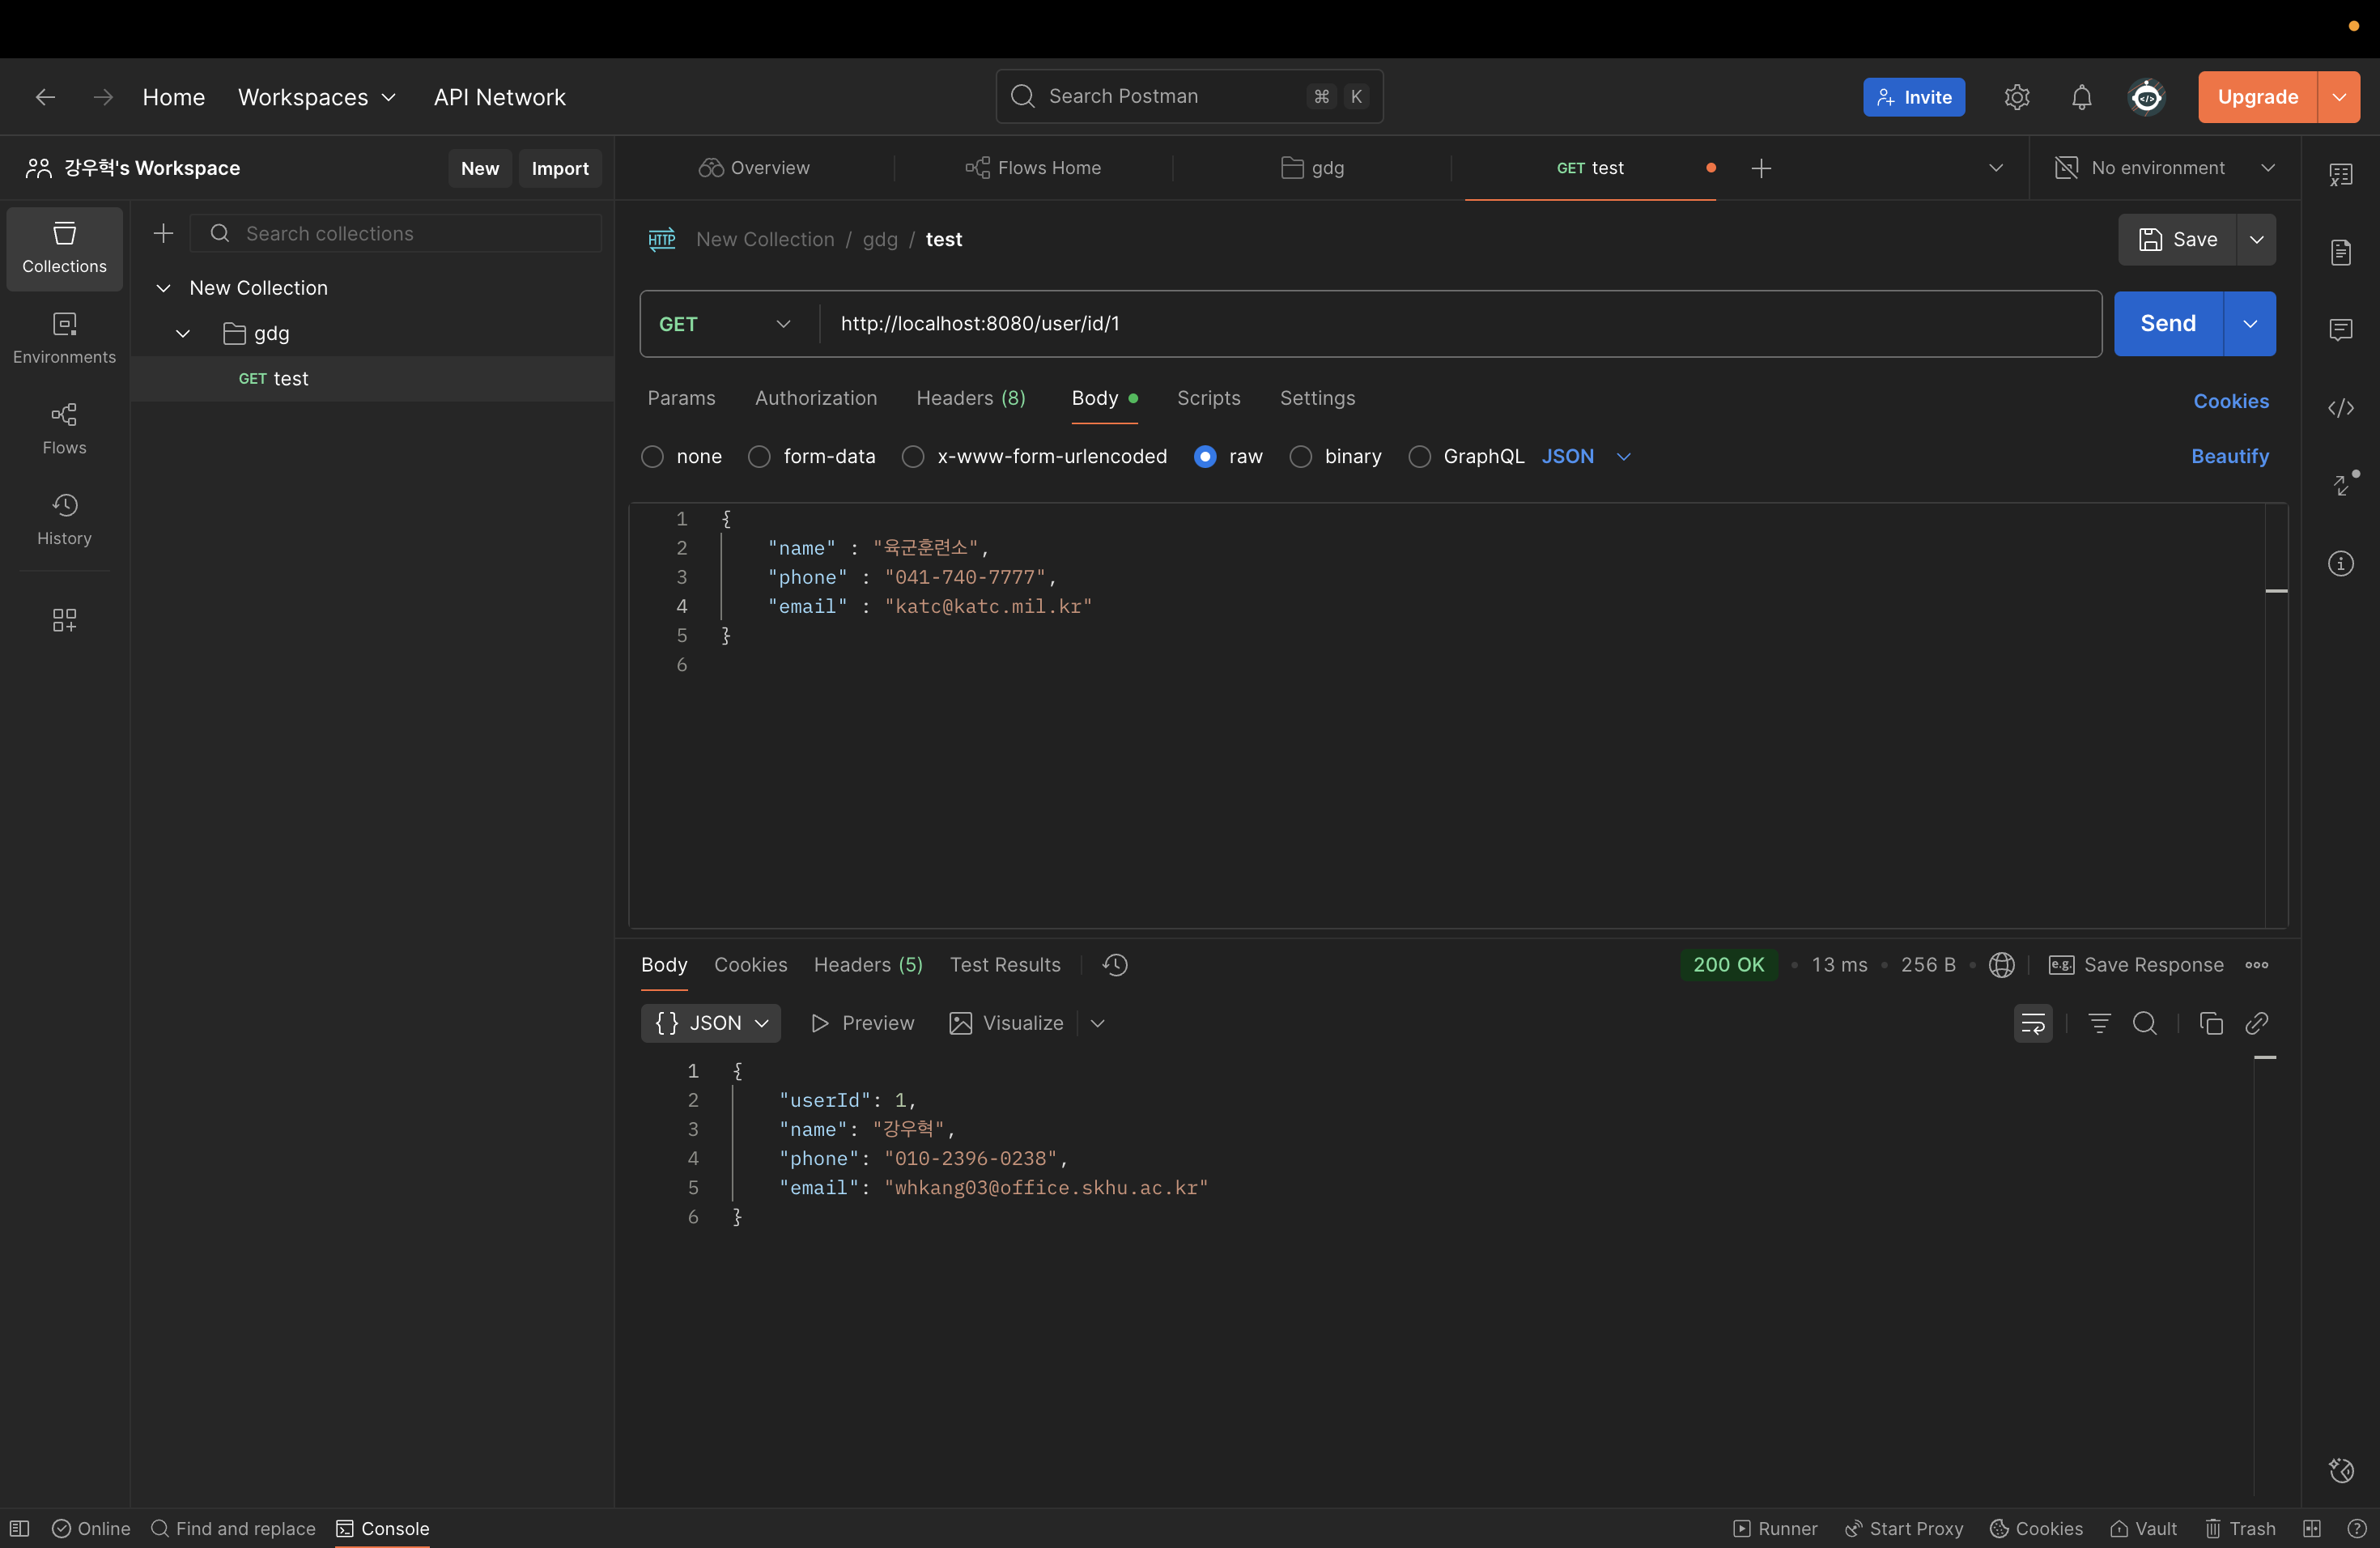 Home Workspaces API Network Search Postman ⌘ K Invite Upgrade
강우혁's Workspace New Import
Overview Flows Home gdg GET test No environment
Collections
Environments
Flows
History
Search collections
New Collection
gdg
GET test
HTTP New Collection / gdg / test Save
GET http://localhost:8080/user/id/1 Send
Params Authorization Headers (8) Body Scripts Settings Cookies
none form-data x-www-form-urlencoded raw binary GraphQL JSON Beautify
1 {
2 "name" : "육군훈련소",
3 "phone" : "041-740-7777",
4 "email" : "katc@katc.mil.kr"
5 }
6
Body Cookies Headers (5) Test Results 200 OK • 13 ms • 256 B • e.g. Save Response
{} JSON Preview Visualize
1 {
2 "userId": 1,
3 "name": "강우혁",
4 "phone": "010-2396-0238",
5 "email": "whkang03@office.skhu.ac.kr"
6 }
Online Find and replace Console Runner Start Proxy Cookies Vault Trash